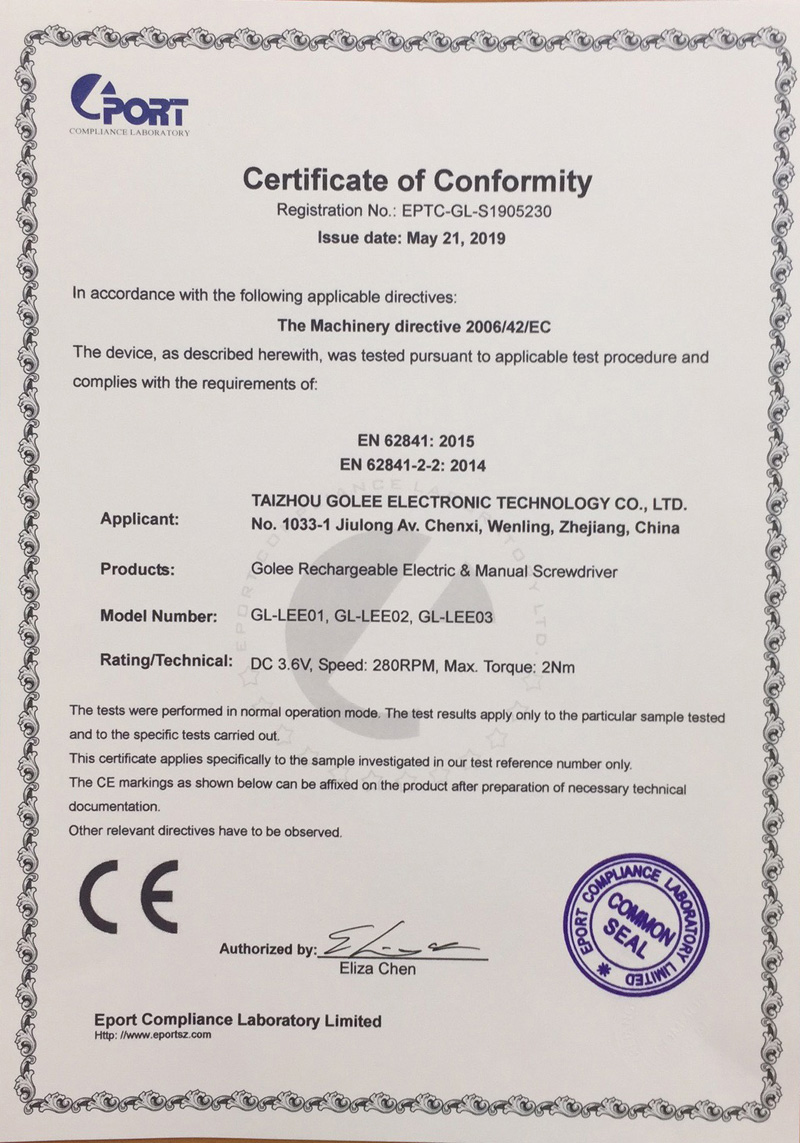 EPORT
COMPLIANCE LABORATORY
Certificate of Conformity
Registration No.: EPTC-GL-S1905230
Issue date: May 21, 2019
In accordance with the following applicable directives:
The Machinery directive 2006/42/EC
The device, as described herewith, was tested pursuant to applicable test procedure and
complies with the requirements of:
EN 62841: 2015
EN 62841-2-2: 2014
Applicant:
TAIZHOU GOLEE ELECTRONIC TECHNOLOGY CO., LTD.
No. 1033-1 Jiulong Av. Chenxi, Wenling, Zhejiang, China
Products: Golee Rechargeable Electric & Manual Screwdriver
Model Number: GL-LEE01, GL-LEE02, GL-LEE03
Rating/Technical: DC 3.6V, Speed: 280RPM, Max. Torque: 2Nm
The tests were performed in normal operation mode. The test results apply only to the particular sample tested
and to the specific tests carried out.
This certificate applies specifically to the sample investigated in our test reference number only.
The CE markings as shown below can be affixed on the product after preparation of necessary technical
documentation.
Other relevant directives have to be observed.
CE
Authorized by:
Eliza Chen
EPORT COMPLIANCE LABORATORY LIMITED
COMMON
SEAL
Eport Compliance Laboratory Limited
Http: //www.eportsz.com